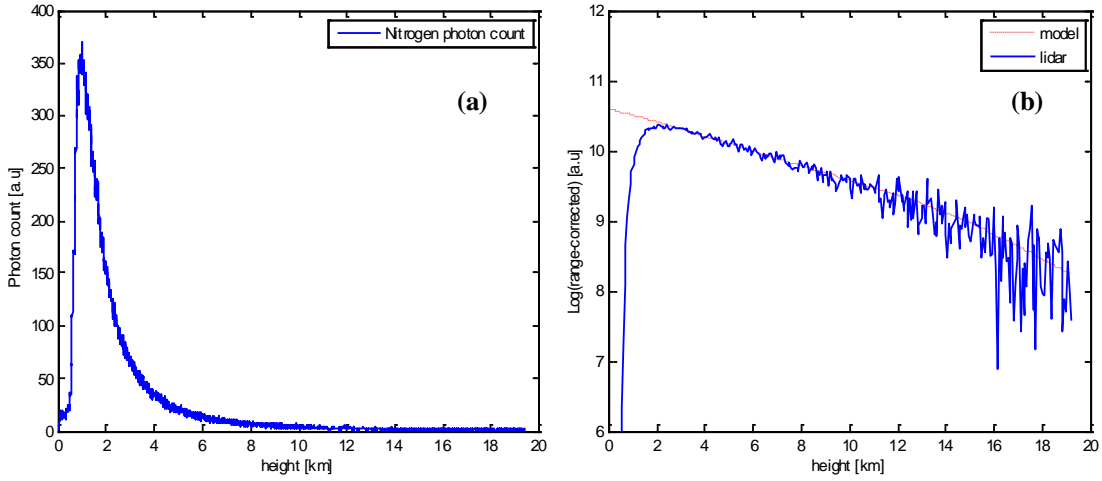 400
350
300
250
200
150
100
50
0
Photon count [a.u]
0 2 4 6 8 10 12 14 16 18 20
height [km]
Nitrogen photon count
(a)
12
11
10
9
8
7
6
Log(range-corrected) [a.u]
0 2 4 6 8 10 12 14 16 18 20
height [km]
model
lidar
(b)